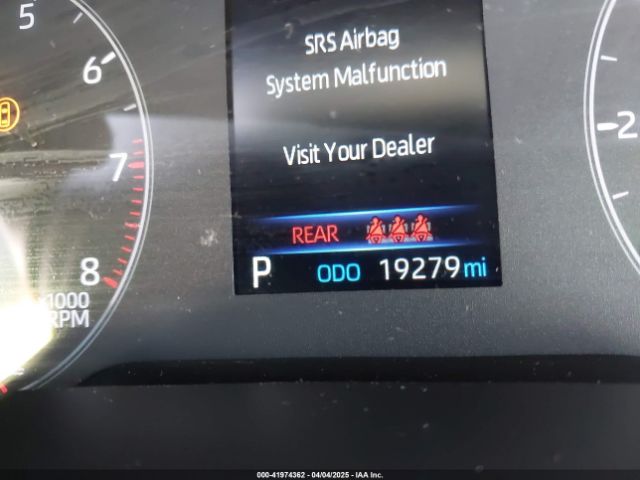 5
6
7
8
x1000
RPM
SRS Airbag
System Malfunction
Visit Your Dealer
REAR
P ODO 19279 mi
2
000-41974362 - 04/04/2025 - IAA Inc.